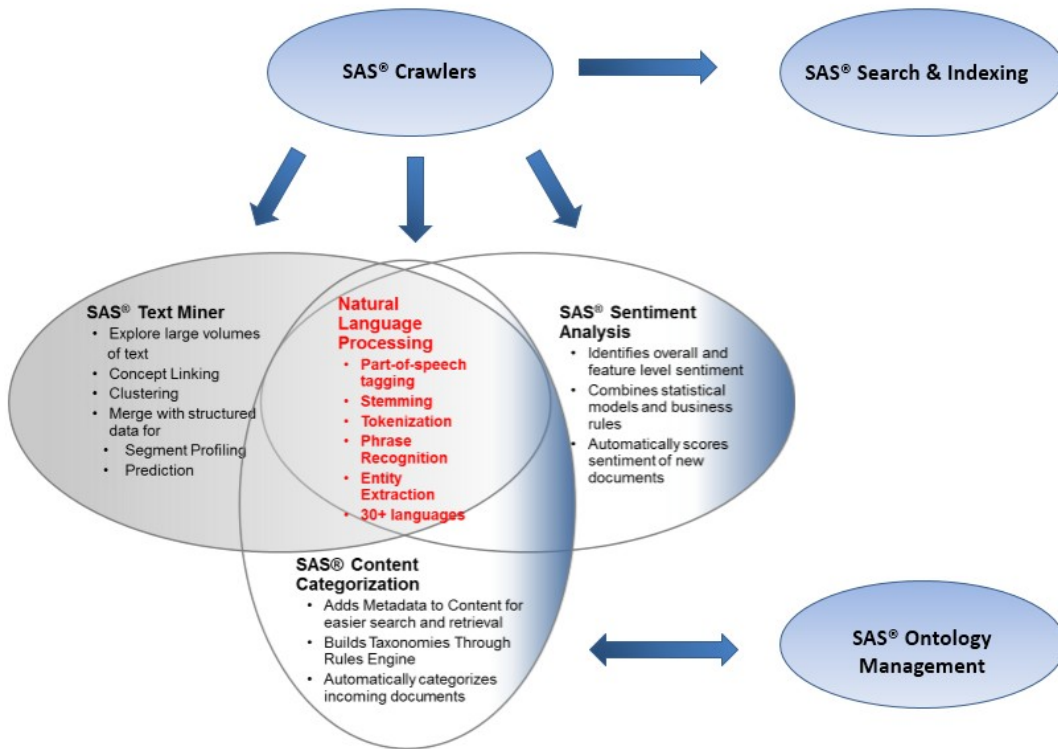 SAS® Crawlers
SAS® Search & Indexing
SAS® Text Miner
• Explore large volumes
of text
• Concept Linking
• Clustering
• Merge with structured
data for
• Segment Profiling
• Prediction
Natural
Language
Processing
• Part-of-speech
tagging
• Stemming
• Tokenization
• Phrase
Recognition
• Entity
Extraction
• 30+ languages
SAS® Sentiment
Analysis
• Identifies overall and
feature level sentiment
• Combines statistical
models and business
rules
• Automatically scores
sentiment of new
documents
SAS® Content
Categorization
• Adds Metadata to Content for
easier search and retrieval
• Builds Taxonomies Through
Rules Engine
• Automatically categorizes
incoming documents
SAS® Ontology
Management